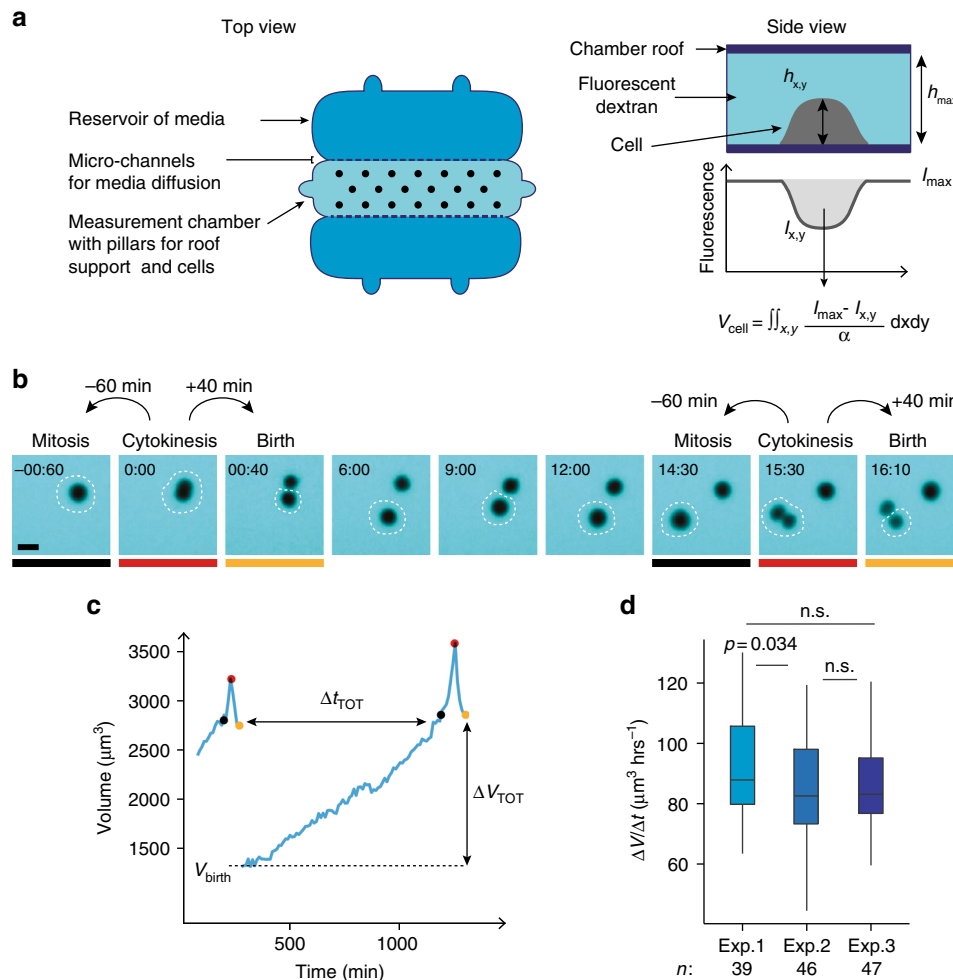 a
Top view
Side view
Reservoir of media
Micro-channels
for media diffusion
Measurement chamber
with pillars for roof
support and cells
Chamber roof
Fluorescent
dextran
Cell
h x,y
h max
Fluorescence
I max
I x,y
V cell = ∬ x,y (I max - I x,y) / α dxdy
b
–60 min
+40 min
–60 min
+40 min
Mitosis
Cytokinesis
Birth
Mitosis
Cytokinesis
Birth
–00:60
0:00
00:40
6:00
9:00
12:00
14:30
15:30
16:10
c
Volume (μm³)
3500
3000
2500
2000
1500
Δt TOT
ΔV TOT
V birth
500
1000
Time (min)
d
n.s.
p = 0.034
n.s.
ΔV/Δt (μm³ hrs⁻¹)
120
100
80
60
Exp.1 Exp.2 Exp.3
n: 39 46 47